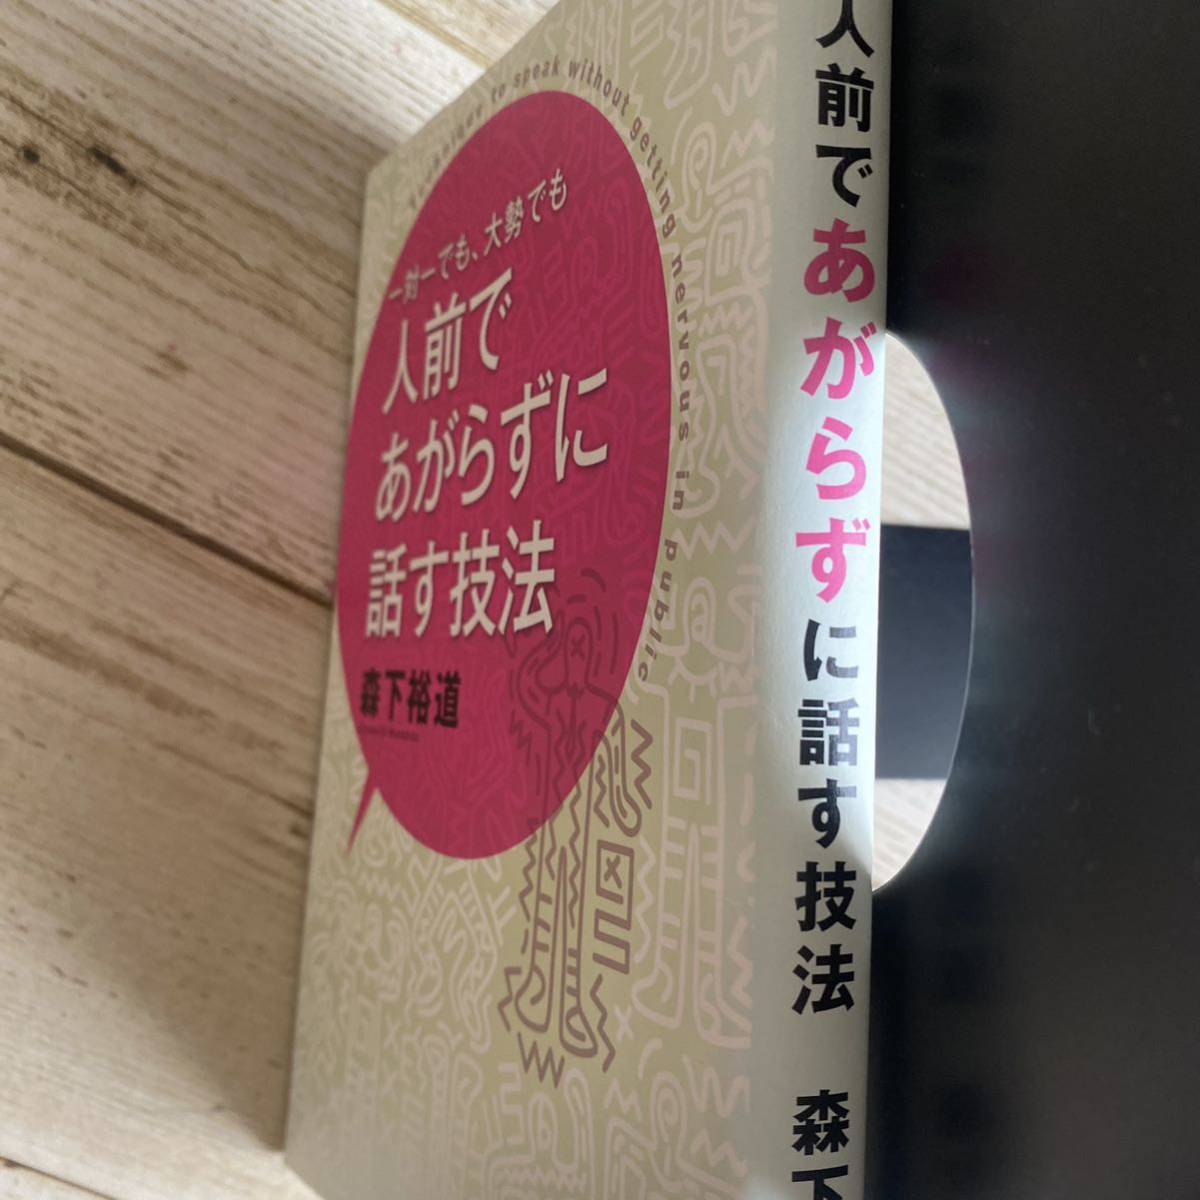 to speak without getting nervous in public
一対一でも、大勢でも
人前で
あがらずに
話す技法
森下裕道
人前であがらずに話す技法 森下